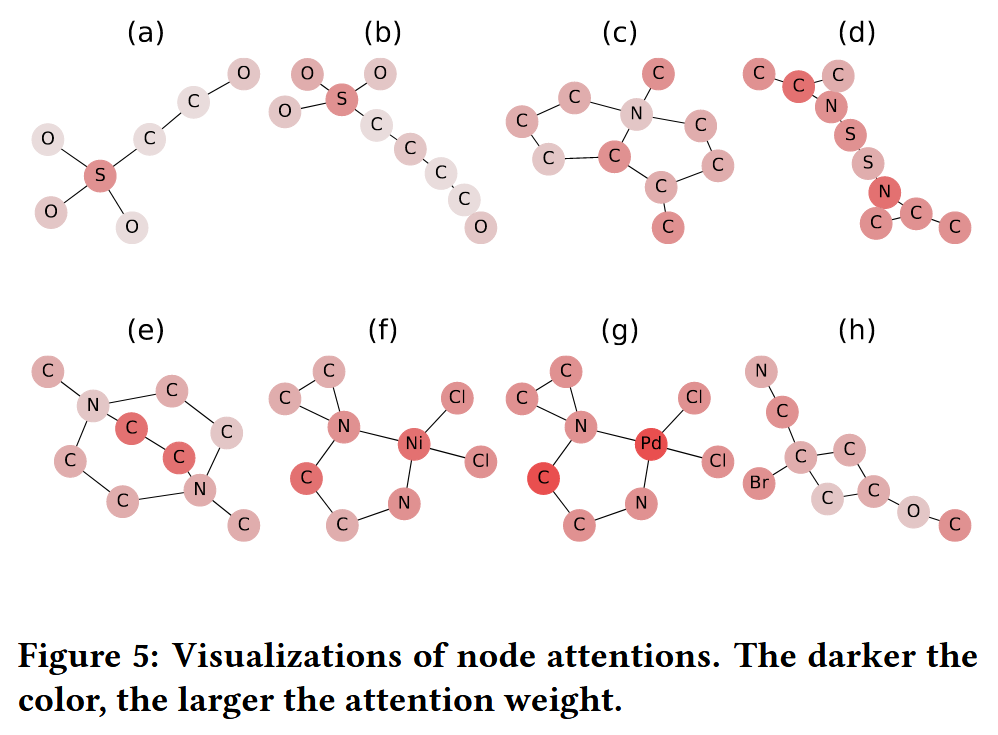 (a) (b) (c) (d)
O C C O S O O
O O S O C C C C O
C N C C C C C C C C
C C C N S S N C C C
(e) (f) (g) (h)
C N C C C C C C N C
C C N Cl Ni Cl C C N
C C N Cl Pd Cl C C N
N C C C Br C C O C
Figure 5: Visualizations of node attentions. The darker the
color, the larger the attention weight.